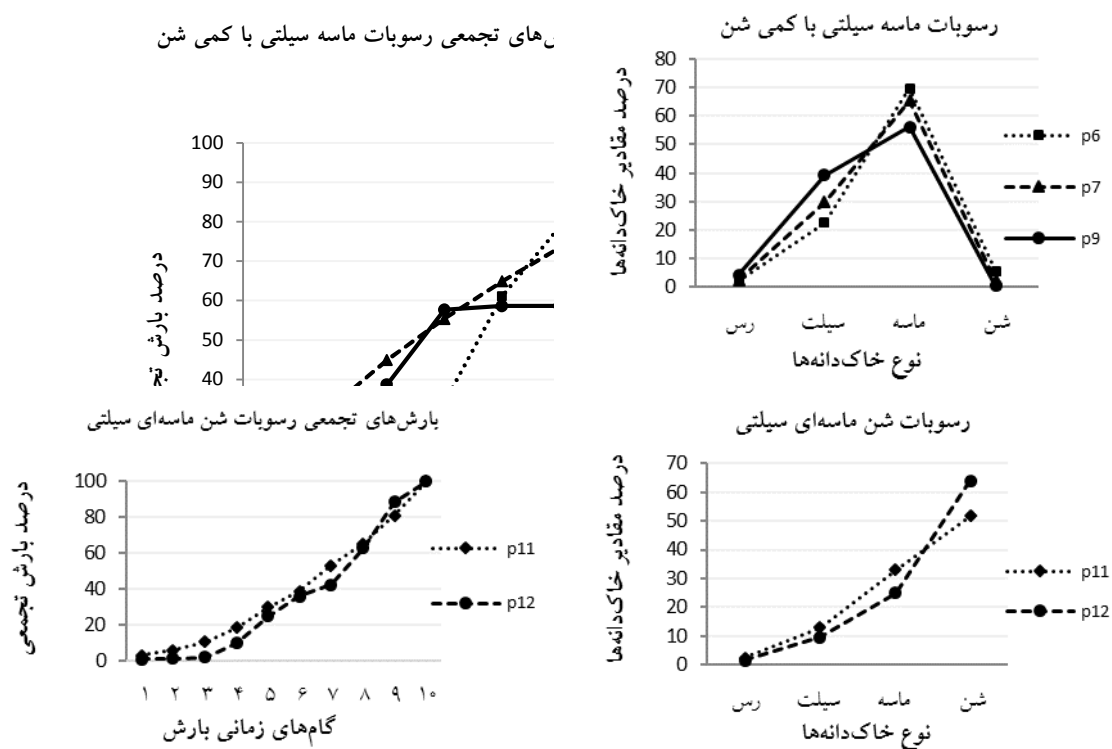 رسوبات ماسه سیلتی با کمی شن
درصد مقادیر خاک‌دانه‌ها
80
70
60
50
40
30
20
10
0
رس سیلت ماسه شن
نوع خاک‌دانه‌ها
p6
p7
p9
های تجمعی رسوبات ماسه سیلتی با کمی شن
درصد بارش
100
90
80
70
60
50
40
رسوبات شن ماسه‌ای سیلتی
درصد مقادیر خاک‌دانه‌ها
70
60
50
40
30
20
10
0
رس سیلت ماسه شن
نوع خاک‌دانه‌ها
p11
p12
بارش‌های تجمعی رسوبات شن ماسه‌ای سیلتی
درصد بارش تجمعی
100
80
60
40
20
0
۱ ۲ ۳ ۴ ۵ ۶ ۷ ۸ ۹ ۱۰
گام‌های زمانی بارش
p11
p12